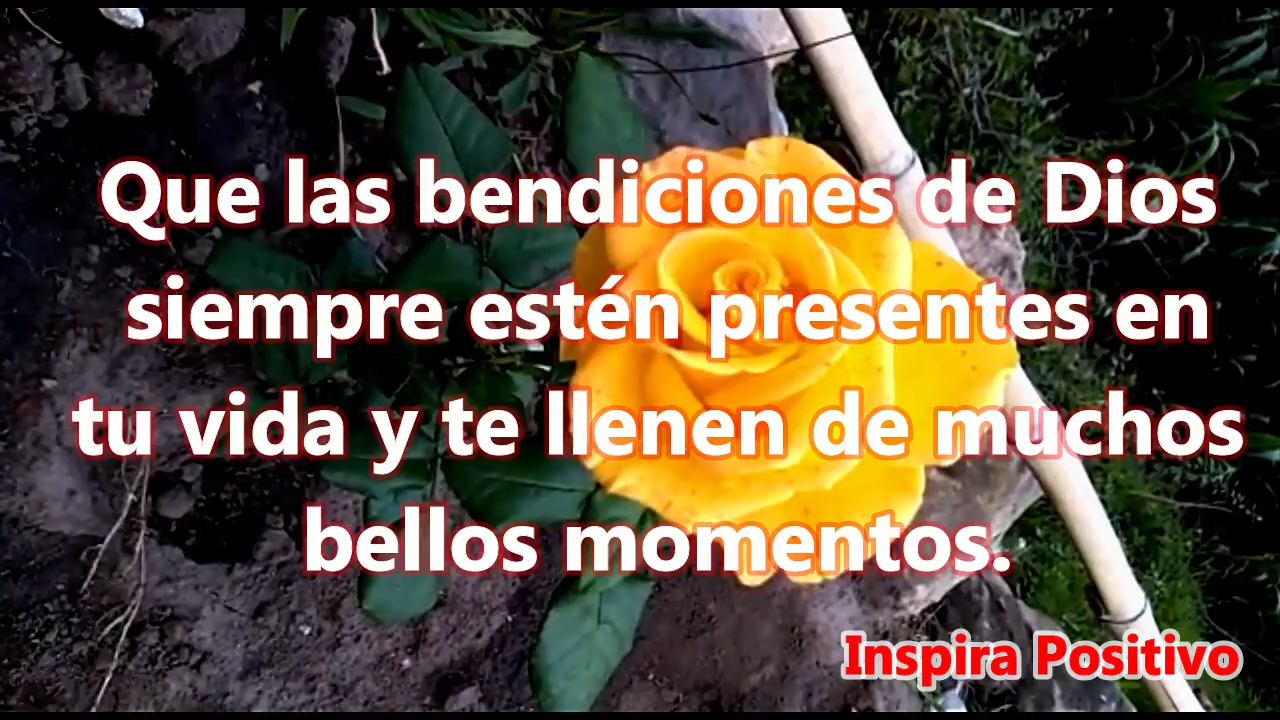 Que las bendiciones de Dios
siempre estén presentes en
tu vida y te llenen de muchos
bellos momentos.
Inspira Positivo